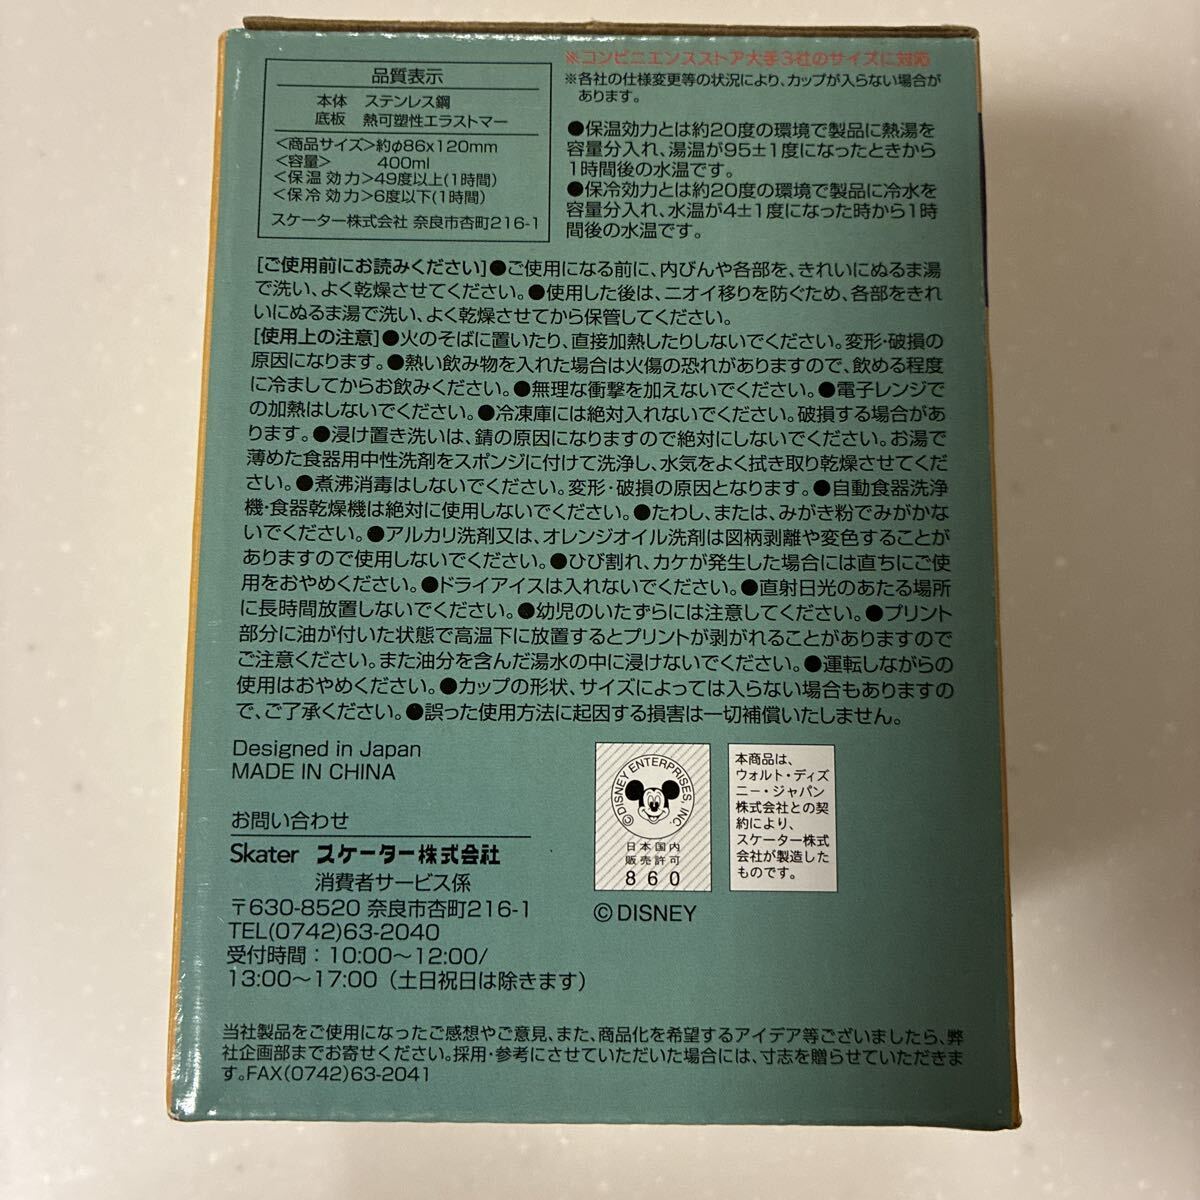 品質表示
本体　ステンレス鋼
底板　熱可塑性エラストマー
<商品サイズ>約φ86x120mm
<容量>　400ml
<保温効力>49度以上(1時間)
<保冷効力>6度以下(1時間)
スケーター株式会社 奈良市杏町216-1
※コンビニエンスストア大手3社のサイズに対応
※各社の仕様変更等の状況により、カップが入らない場合が
あります。
●保温効力とは約20度の環境で製品に熱湯を
容量分入れ、湯温が95±1度になったときから
1時間後の水温です。
●保冷効力とは約20度の環境で製品に冷水を
容量分入れ、水温が4±1度になった時から1時
間後の水温です。
[ご使用前にお読みください]●ご使用になる前に、内びんや各部を、きれいにぬるま湯
で洗い、よく乾燥させてください。●使用した後は、ニオイ移りを防ぐため、各部をきれ
いにぬるま湯で洗い、よく乾燥させてから保管してください。
[使用上の注意]●火のそばに置いたり、直接加熱したりしないでください。変形・破損の
原因になります。●熱い飲み物を入れた場合は火傷の恐れがありますので、飲める程度
に冷ましてからお飲みください。●無理な衝撃を加えないでください。●電子レンジで
の加熱はしないでください。●冷凍庫には絶対入れないでください。破損する場合があ
ります。●浸け置き洗いは、錆の原因になりますので絶対にしないでください。お湯で
薄めた食器用中性洗剤をスポンジに付けて洗浄し、水気をよく拭き取り乾燥させてくだ
さい。●煮沸消毒はしないでください。変形・破損の原因となります。●自動食器洗浄
機・食器乾燥機は絶対に使用しないでください。●たわし、または、みがき粉でみがかな
いでください。●アルカリ洗剤又は、オレンジオイル洗剤は図柄剥離や変色することが
ありますので使用しないでください。●ひび割れ、カケが発生した場合には直ちにご使
用をおやめください。●ドライアイスは入れないでください。●直射日光のあたる場所
に長時間放置しないでください。●幼児のいたずらには注意してください。●プリント
部分に油が付いた状態で高温下に放置するとプリントが剥がれることがありますので
ご注意ください。また油分を含んだ湯水の中に浸けないでください。●運転しながらの
使用はおやめください。●カップの形状、サイズによっては入らない場合もありますの
で、ご了承ください。●誤った使用方法に起因する損害は一切補償いたしません。
Designed in Japan
MADE IN CHINA
お問い合わせ
Skater スケーター株式会社
消費者サービス係
〒630-8520 奈良市杏町216-1
TEL(0742)63-2040
受付時間：10:00～12:00/
13:00～17:00（土日祝日は除きます）
©DISNEY ENTERPRISES, INC.
日本国内
販売許可
860
本商品は、
ウォルト・ディズ
ニー・ジャパン
株式会社との契
約により、
スケーター株式
会社が製造した
ものです。
©DISNEY
当社製品をご使用になったご感想やご意見、また、商品化を希望するアイデア等ございましたら、弊
社企画部までお寄せください。採用・参考にさせていただいた場合には、寸志を贈らせていただきま
す。FAX(0742)63-2041